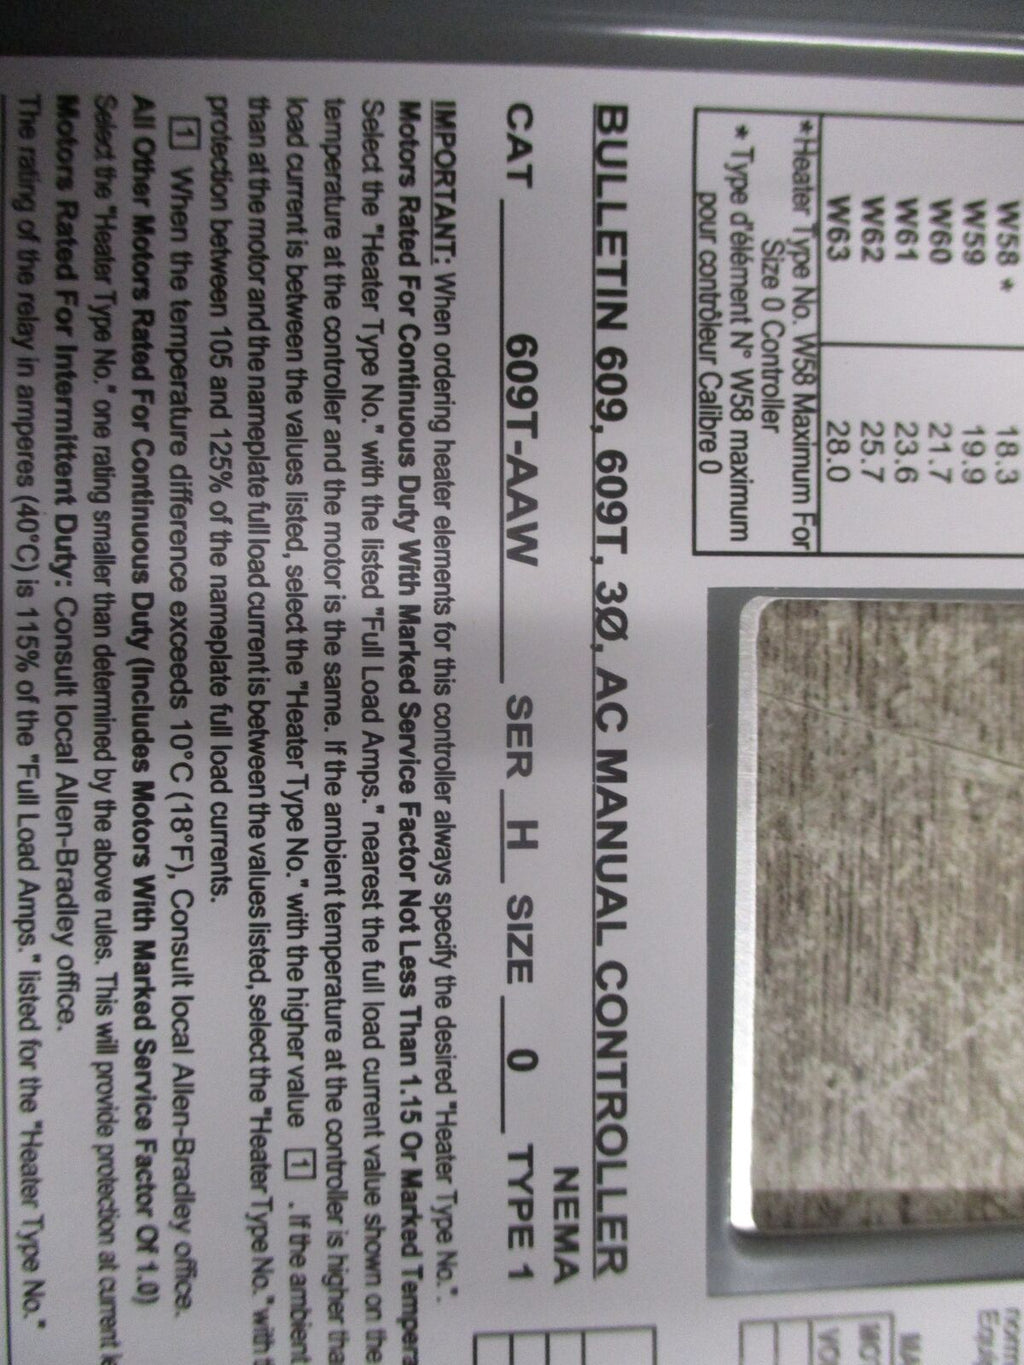 W58 * 18.3
W59 19.9
W60 21.7
W61 23.6
W62 25.7
W63 28.0
*Heater Type No. W58 Maximum For
Size 0 Controller
* Type d'élément N° W58 maximum
pour contrôleur Calibre 0
BULLETIN 609, 609T, 3Ø, AC MANUAL CONTROLLER
NEMA
CAT 609T-AAW SER H SIZE 0 TYPE 1
IMPORTANT: When ordering heater elements for this controller always specify the desired "Heater Type No.".
Motors Rated For Continuous Duty With Marked Service Factor Not Less Than 1.15 Or Marked
Select the "Heater Type No." with the listed "Full Load Amps." nearest the full load current value shown on the
temperature at the controller and the motor is the same. If the ambient temperature at the controller is higher
load current is between the values listed, select the "Heater Type No." with the higher value 1 . If the ambient
than at the motor and the nameplate full load current is between the values listed, select the "Heater Type No."
protection between 105 and 125% of the nameplate full load currents.
1 When the temperature difference exceeds 10°C (18°F), Consult local Allen-Bradley office.
All Other Motors Rated For Continuous Duty (Includes Motors With Marked Service Factor Of 1.0)
Select the "Heater Type No." one rating smaller than determined by the above rules. This will provide protection at current
Motors Rated For Intermittent Duty: Consult local Allen-Bradley office.
The rating of the relay in amperes (40°C) is 115% of the "Full Load Amps." listed for the "Heater Type No."